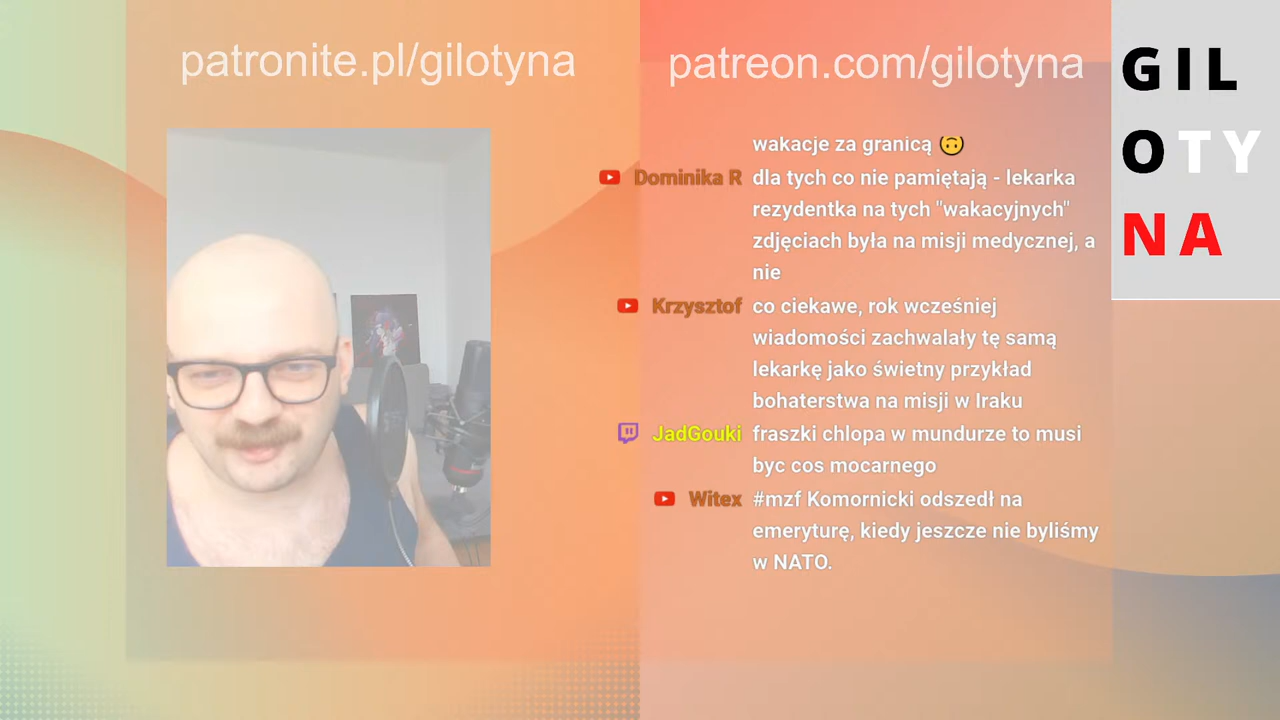 patronite.pl/gilotyna
patreon.com/gilotyna
GIL
OTY
NA
wakacje za granicą 🙃
Dominika R dla tych co nie pamiętają - lekarka
rezydentka na tych "wakacyjnych"
zdjęciach była na misji medycznej, a
nie
Krzysztof co ciekawe, rok wcześniej
wiadomości zachwalały tę samą
lekarkę jako świetny przykład
bohaterstwa na misji w Iraku
JadGouki fraszki chlopa w mundurze to musi
byc cos mocarnego
Witex #mzf Komornicki odszedł na
emeryturę, kiedy jeszcze nie byliśmy
w NATO.